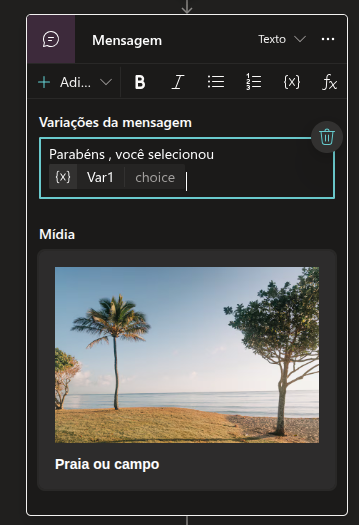 Mensagem
Texto
Adi...
B I {x} fx
Variações da mensagem
Parabéns , você selecionou
{x} Var1 choice
Mídia
Praia ou campo